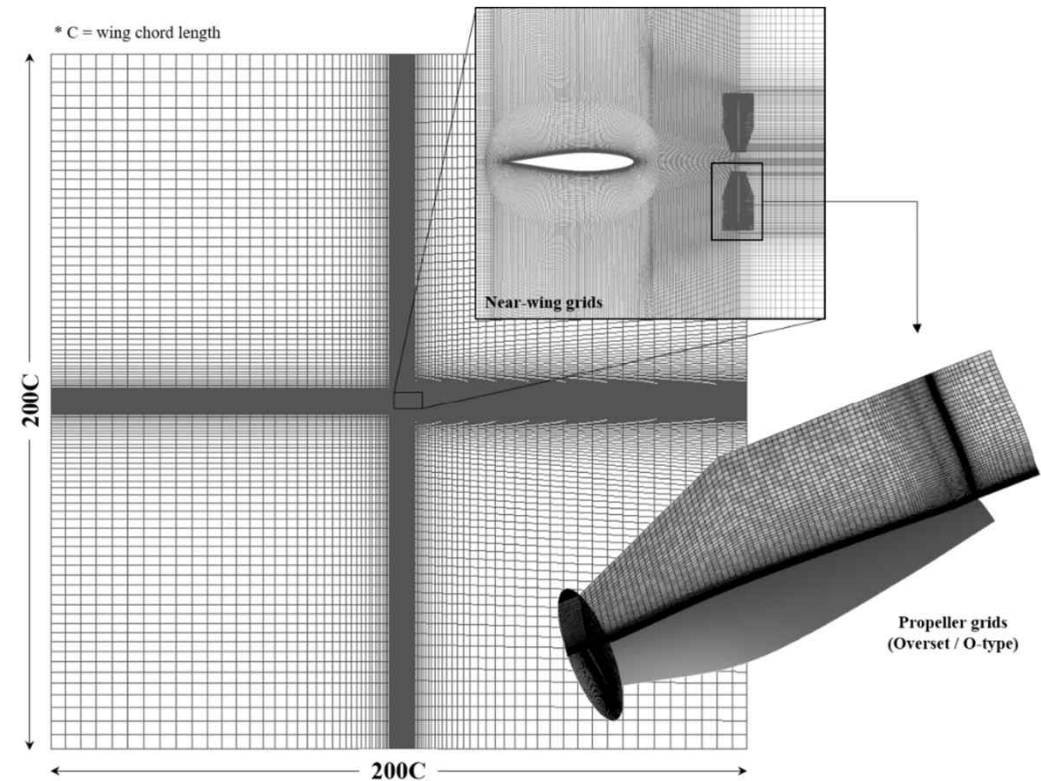 * C = wing chord length
Near-wing grids
200C
Propeller grids
(Overset / O-type)
200C